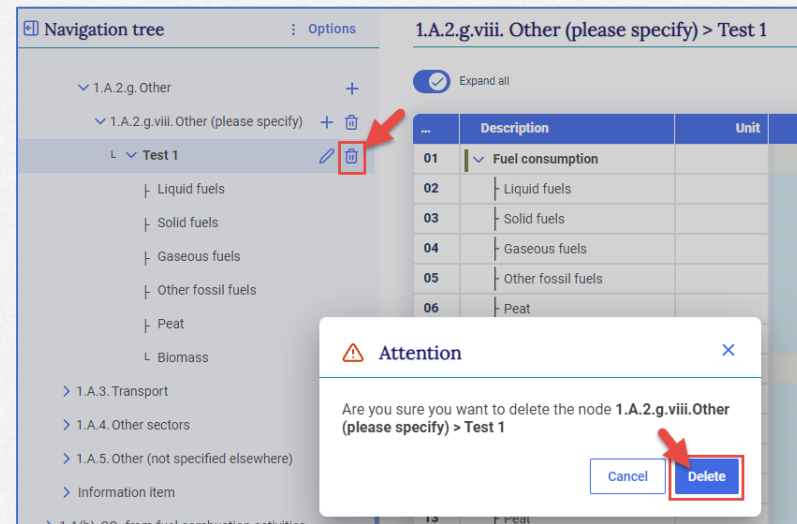 Navigation tree
Options
1.A.2.g. Other
1.A.2.g.viii. Other (please specify)
Test 1
Liquid fuels
Solid fuels
Gaseous fuels
Other fossil fuels
Peat
Biomass
1.A.3. Transport
1.A.4. Other sectors
1.A.5. Other (not specified elsewhere)
Information item
1.A.2.g.viii. Other (please specify) > Test 1
Expand all
... Description Unit
01 Fuel consumption
02 Liquid fuels
03 Solid fuels
04 Gaseous fuels
05 Other fossil fuels
06 Peat
Attention
Are you sure you want to delete the node 1.A.2.g.viii.Other
(please specify) > Test 1
Cancel
Delete
13 Peat